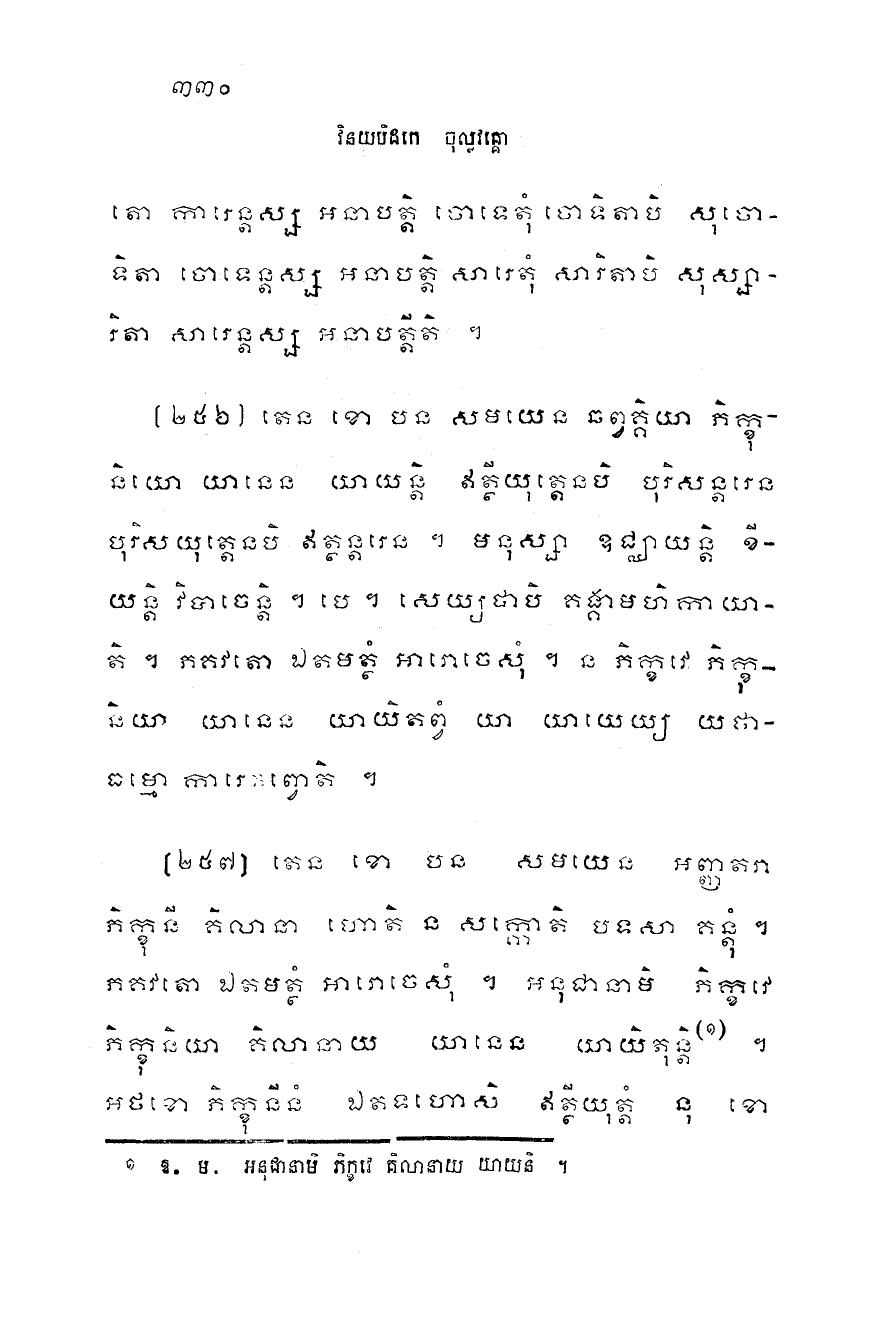 ៣៣០
វិនយបិដកេ ចុល្លវគ្គោ
តោ ការេន្តស្ស អនាបត្តិ ចោទេតុំ ចោទិតាបិ សុចោ-
ទិតា ចោទេន្តស្ស អនាបត្តិ សារេតុំ សារិតាបិ សុស្សា-
រិតា សារេន្តស្ស អនាបត្តីតិ ។
[២៥៦] តេន ខោ បន សមយេន ឆព្វគ្គិយា ភិក្ខុ-
និយោ យានេន យាយន្តិ ឥត្ថីយុត្តេនបិ បុរិសន្តរេន
បុរិសយុត្តេនបិ ឥត្ថន្តរេន ។ មនុស្សា ឧជ្ឈាយន្តិ ខី-
យន្តិ វិបាចេន្តិ ។ បេ ។ សេយ្យថាបិ គង្គាមហិកាយា-
តិ ។ ភគវតោ ឯតមត្ថំ អារោចេសុំ ។ ន ភិក្ខវេ ភិក្ខុ-
និយា យានេន យាយិតព្វំ យា យាយេយ្យ យថា-
ធម្មោ ការេតព្វោតិ ។
[២៥៧] តេន ខោ បន សមយេន អញ្ញតរា
ភិក្ខុនី គិលានា ហោតិ ន សក្កោតិ បទសា គន្តុំ ។
ភគវតោ ឯតមត្ថំ អារោចេសុំ ។ អនុជានាមិ ភិក្ខវេ
ភិក្ខុនិយា គិលានាយ យានេន យាយិតុន្តិ(១) ។
អថខោ ភិក្ខុនីនំ ឯតទហោសិ ឥត្ថីយុត្តំ នុ ខោ
១ ឱ. ម. អនុជានាមិ ភិក្ខវេ គិលានាយ យាយនិ ។